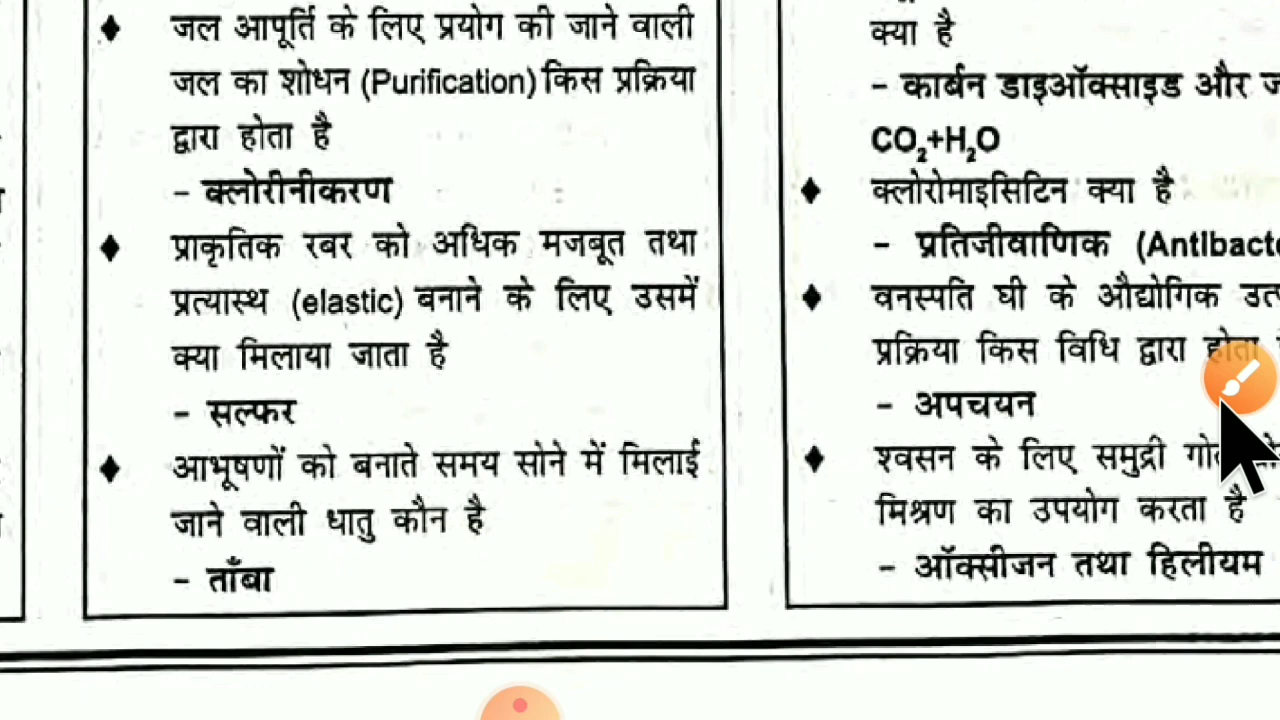 ♦ जल आपूर्ति के लिए प्रयोग की जाने वाली
जल का शोधन (Purification) किस प्रक्रिया
द्वारा होता है
- क्लोरीनीकरण
♦ प्राकृतिक रबर को अधिक मजबूत तथा
प्रत्यास्थ (elastic) बनाने के लिए उसमें
क्या मिलाया जाता है
- सल्फर
♦ आभूषणों को बनाते समय सोने में मिलाई
जाने वाली धातु कौन है
- ताँबा
क्या है
- कार्बन डाइऑक्साइड और
CO₂+H₂O
♦ क्लोरोमाइसिटिन क्या है
- प्रतिजीवाणिक
♦ वनस्पति घी के औद्योगिक
प्रक्रिया किस विधि द्वारा होता
- अपचयन
♦ श्वसन के लिए समुद्री
मिश्रण का उपयोग करता है
- ऑक्सीजन तथा हिलीयम